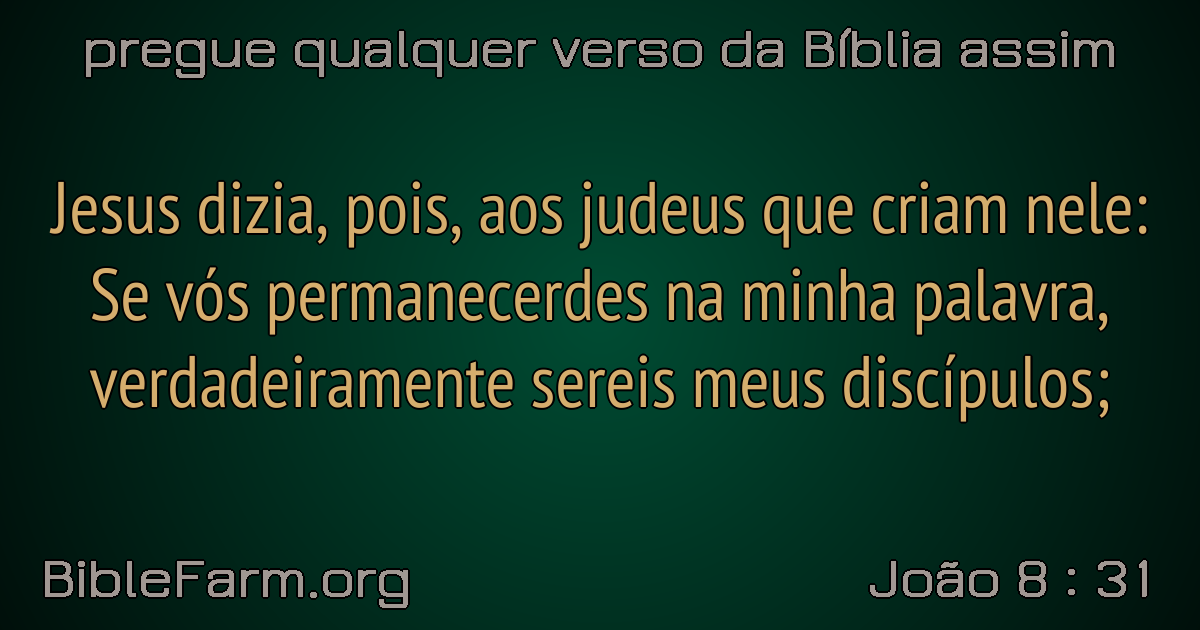 pregue qualquer verso da Bíblia assim
Jesus dizia, pois, aos judeus que criam nele:
Se vós permanecerdes na minha palavra,
verdadeiramente sereis meus discípulos;
BibleFarm.org
João 8 : 31